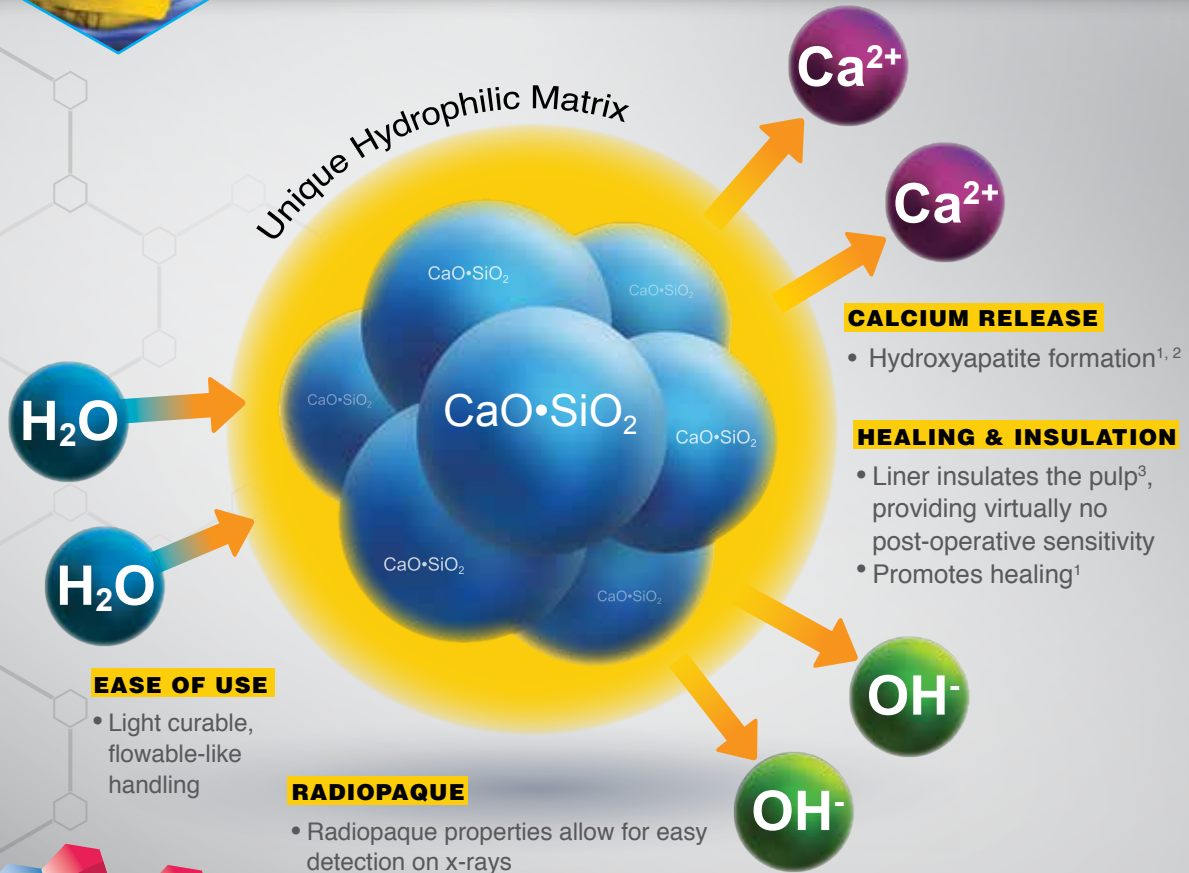 Unique Hydrophilic Matrix
Ca²⁺
Ca²⁺
CaO•SiO₂
CaO•SiO₂
CaO•SiO₂
CaO•SiO₂
CaO•SiO₂
CaO•SiO₂
CaO•SiO₂
H₂O
H₂O
CALCIUM RELEASE
• Hydroxyapatite formation¹, ²
HEALING & INSULATION
• Liner insulates the pulp³,
providing virtually no
post-operative sensitivity
• Promotes healing¹
OH⁻
OH⁻
EASE OF USE
• Light curable,
flowable-like
handling
RADIOPAQUE
• Radiopaque properties allow for easy
detection on x-rays